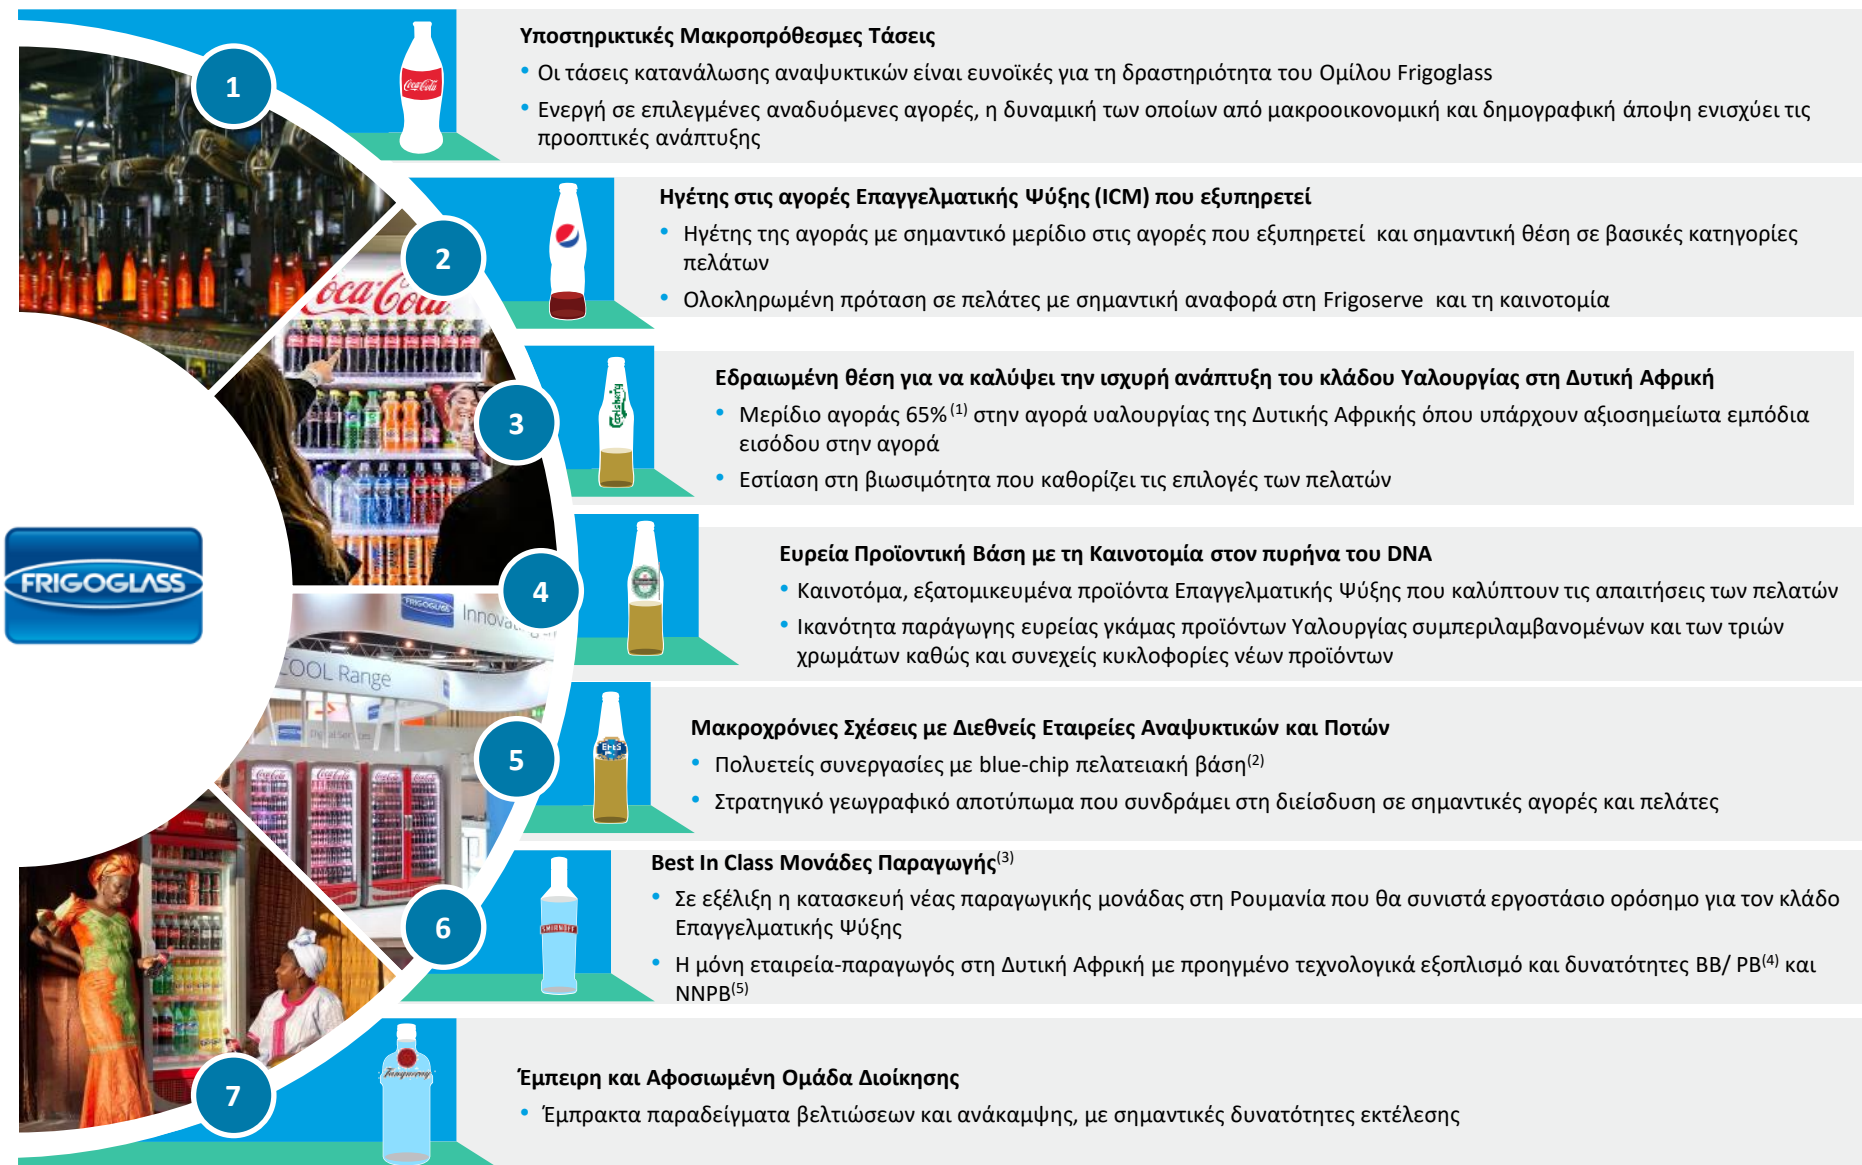 1
Υποστηρικτικές Μακροπρόθεσμες Τάσεις
Οι τάσεις κατανάλωσης αναψυκτικών είναι ευνοϊκές για τη δραστηριότητα του Ομίλου Frigoglass
Ενεργή σε επιλεγμένες αναδυόμενες αγορές, η δυναμική των οποίων από μακροοικονομική και δημογραφική άποψη ενισχύει τις
προοπτικές ανάπτυξης
Coca-Cola
2
Ηγέτης στις αγορές Επαγγελματικής Ψύξης (ICM) που εξυπηρετεί
Ηγέτης της αγοράς με σημαντικό μερίδιο στις αγορές που εξυπηρετεί και σημαντική θέση σε βασικές κατηγορίες
πελάτων
Ολοκληρωμένη πρόταση σε πελάτες με σημαντική αναφορά στη Frigoserve και τη καινοτομία
Coca-Cola
3
Carlsberg
Εδραιωμένη θέση για να καλύψει την ισχυρή ανάπτυξη του κλάδου Υαλουργίας στη Δυτική Αφρική
Μερίδιο αγοράς 65%(1) στην αγορά υαλουργίας της Δυτικής Αφρικής όπου υπάρχουν αξιοσημείωτα εμπόδια
εισόδου στην αγορά
Εστίαση στη βιωσιμότητα που καθορίζει τις επιλογές των πελατών
FRIGOGLASS
4
Ευρεία Προϊοντική Βάση με τη Καινοτομία στον πυρήνα του DNA
Καινοτόμα, εξατομικευμένα προϊόντα Επαγγελματικής Ψύξης που καλύπτουν τις απαιτήσεις των πελατών
Ικανότητα παράγωγης ευρείας γκάμας προϊόντων Υαλουργίας συμπεριλαμβανομένων και των τριών
χρωμάτων καθώς και συνεχείς κυκλοφορίες νέων προϊόντων
FRIGOGLASS
COOL Range
5
EFES
Μακροχρόνιες Σχέσεις με Διεθνείς Εταιρείες Αναψυκτικών και Ποτών
Πολυετείς συνεργασίες με blue-chip πελατειακή βάση(2)
Στρατηγικό γεωγραφικό αποτύπωμα που συνδράμει στη διείσδυση σε σημαντικές αγορές και πελάτες
6
SMIRNOFF
Best In Class Μονάδες Παραγωγής(3)
Σε εξέλιξη η κατασκευή νέας παραγωγικής μονάδας στη Ρουμανία που θα συνιστά εργοστάσιο ορόσημο για τον κλάδο
Επαγγελματικής Ψύξης
Η μόνη εταιρεία-παραγωγός στη Δυτική Αφρική με προηγμένο τεχνολογικά εξοπλισμό και δυνατότητες BB/ PB(4) και
NNPB(5)
7
Tanqueray
Έμπειρη και Αφοσιωμένη Ομάδα Διοίκησης
Έμπρακτα παραδείγματα βελτιώσεων και ανάκαμψης, με σημαντικές δυνατότητες εκτέλεσης